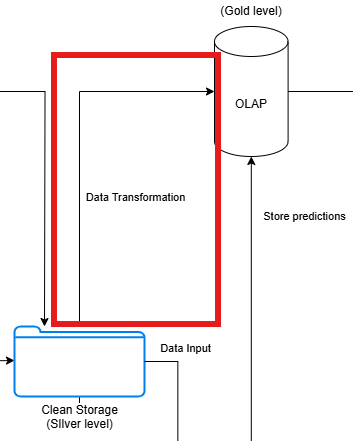 (Gold level)
OLAP
Data Transformation
Store predictions
Data Input
Clean Storage
(SIlver level)